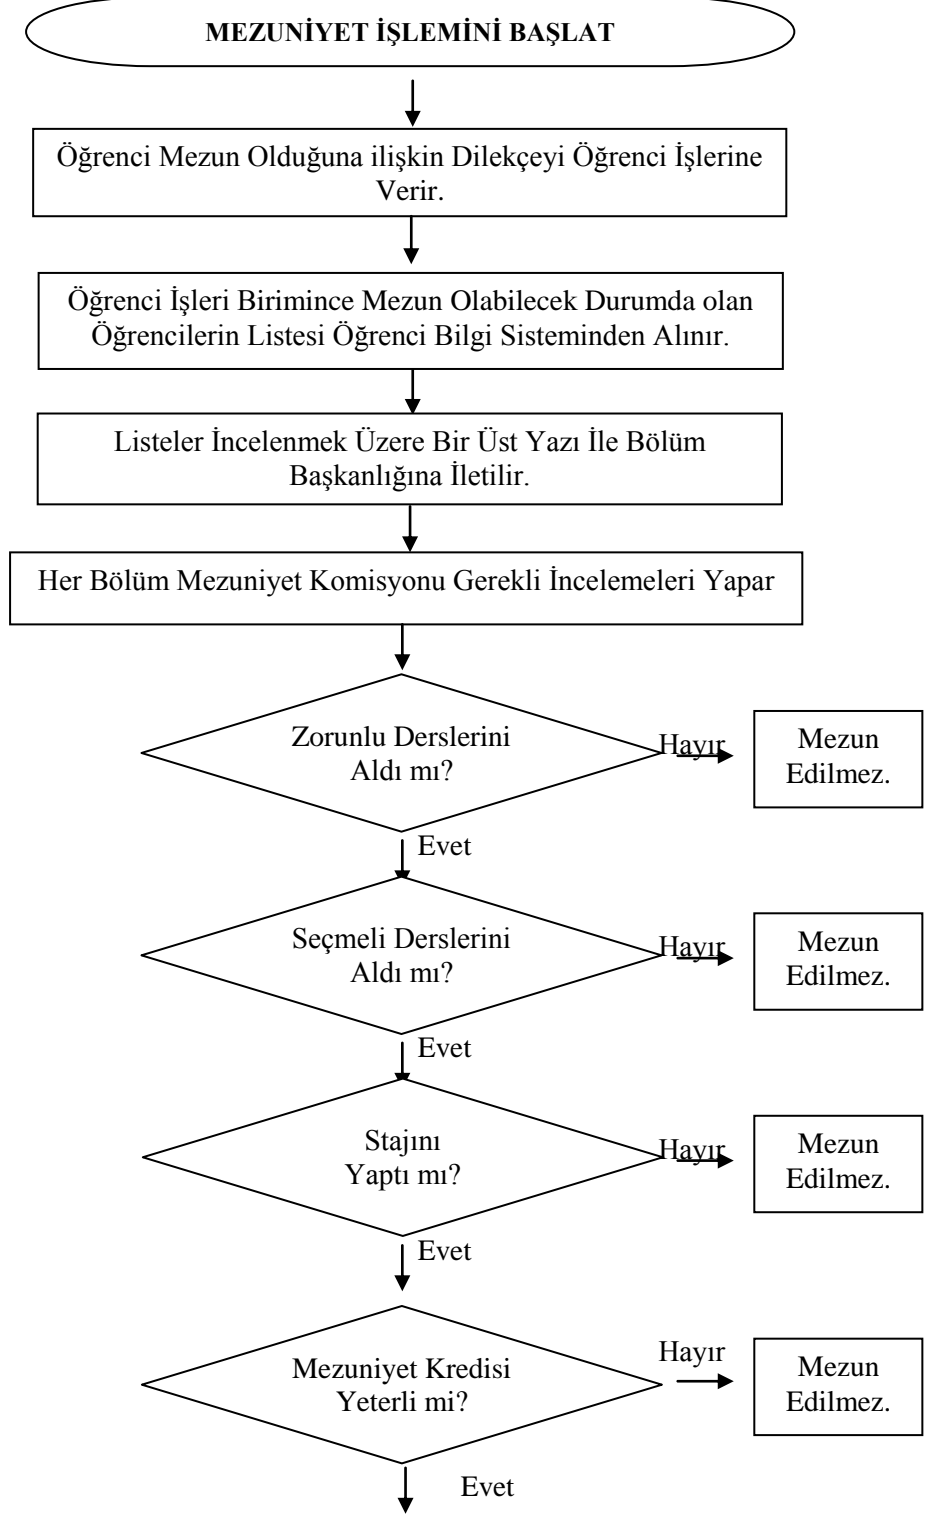 MEZUNİYET İŞLEMİNİ BAŞLAT
Öğrenci Mezun Olduğuna ilişkin Dilekçeyi Öğrenci İşlerine
Verir.
Öğrenci İşleri Birimince Mezun Olabilecek Durumda olan
Öğrencilerin Listesi Öğrenci Bilgi Sisteminden Alınır.
Listeler İncelenmek Üzere Bir Üst Yazı İle Bölüm
Başkanlığına İletilir.
Her Bölüm Mezuniyet Komisyonu Gerekli İncelemeleri Yapar
Zorunlu Derslerini
Aldı mı?
Hayır
Mezun
Edilmez.
Evet
Seçmeli Derslerini
Aldı mı?
Hayır
Mezun
Edilmez.
Evet
Stajını
Yaptı mı?
Hayır
Mezun
Edilmez.
Evet
Mezuniyet Kredisi
Yeterli mi?
Hayır
Mezun
Edilmez.
Evet